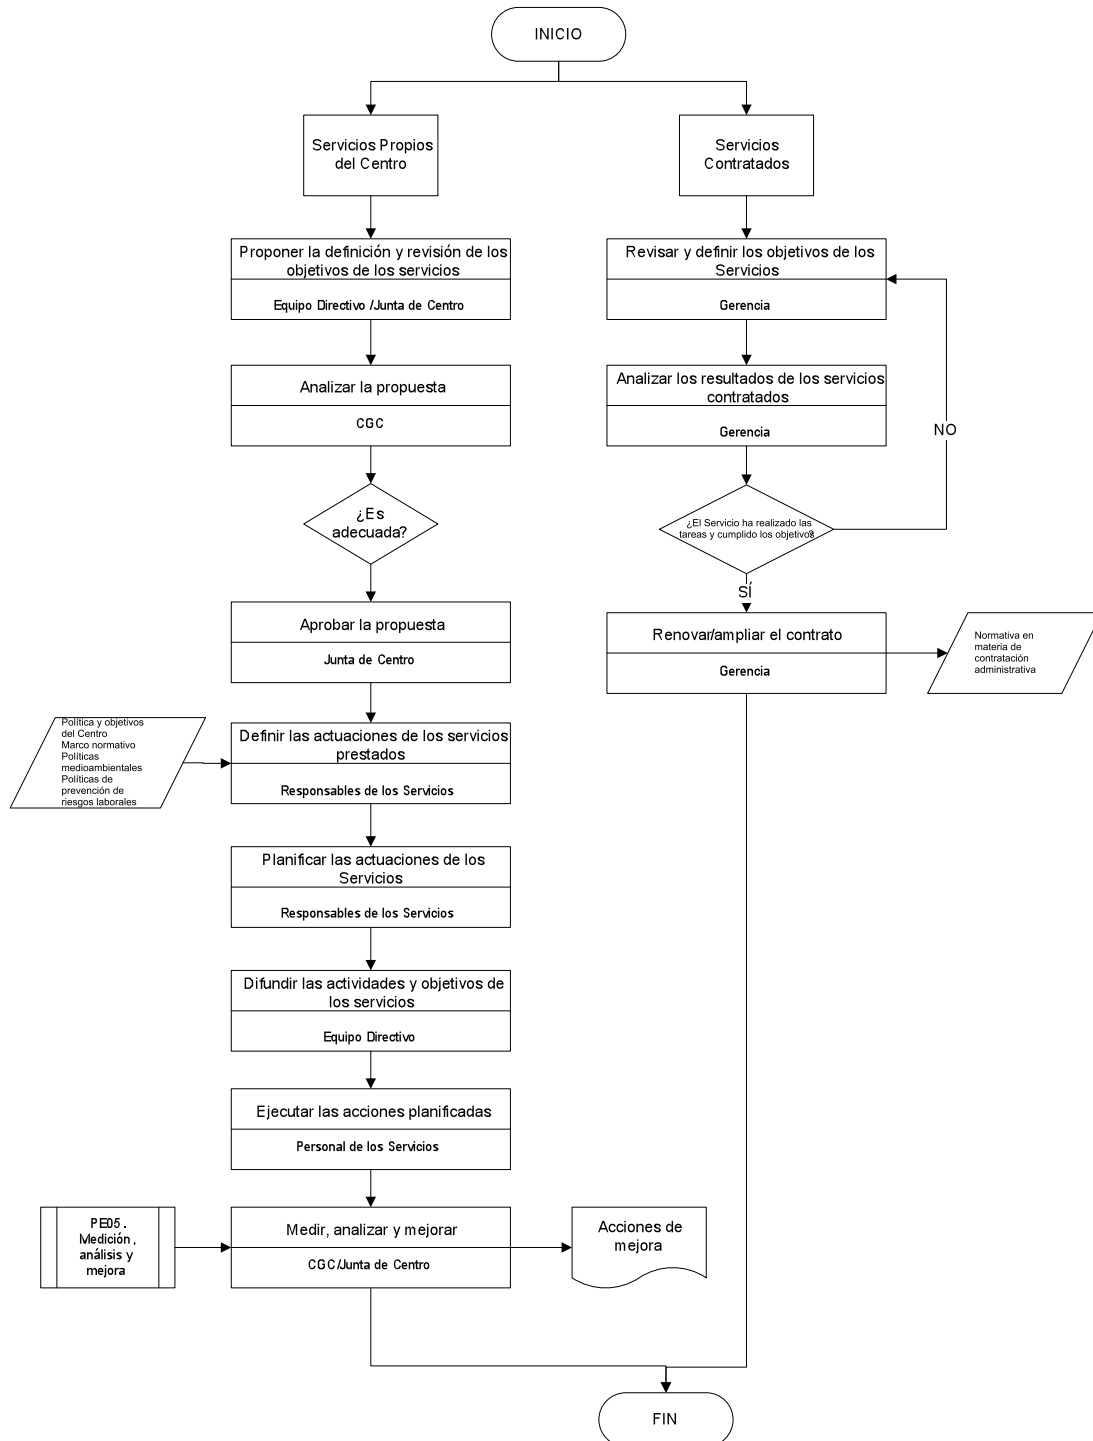 INICIO
Servicios Propios
del Centro
Servicios
Contratados
Proponer la definición y revisión de los
objetivos de los servicios
Equipo Directivo /Junta de Centro
Revisar y definir los objetivos de los
Servicios
Gerencia
Analizar la propuesta
CGC
Analizar los resultados de los servicios
contratados
Gerencia
NO
¿Es
adecuada?
¿El Servicio ha realizado las
tareas y cumplido los objetivos?
SÍ
Aprobar la propuesta
Junta de Centro
Renovar/ampliar el contrato
Gerencia
Normativa en
materia de
contratación
administrativa
Política y objetivos
del Centro
Marco normativo
Políticas
medioambientales
Políticas de
prevención de
riesgos laborales
Definir las actuaciones de los servicios
prestados
Responsables de los Servicios
Planificar las actuaciones de los
Servicios
Responsables de los Servicios
Difundir las actividades y objetivos de
los servicios
Equipo Directivo
Ejecutar las acciones planificadas
Personal de los Servicios
PE05.
Medición,
análisis y
mejora
Medir, analizar y mejorar
CGC/Junta de Centro
Acciones de
mejora
FIN